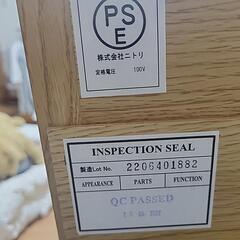 PS
E
株式会社ニトリ
定格電圧 100V
INSPECTION SEAL
製造Lot No. 2206401882
APPEARANCE PARTS FUNCTION
QC PASSED